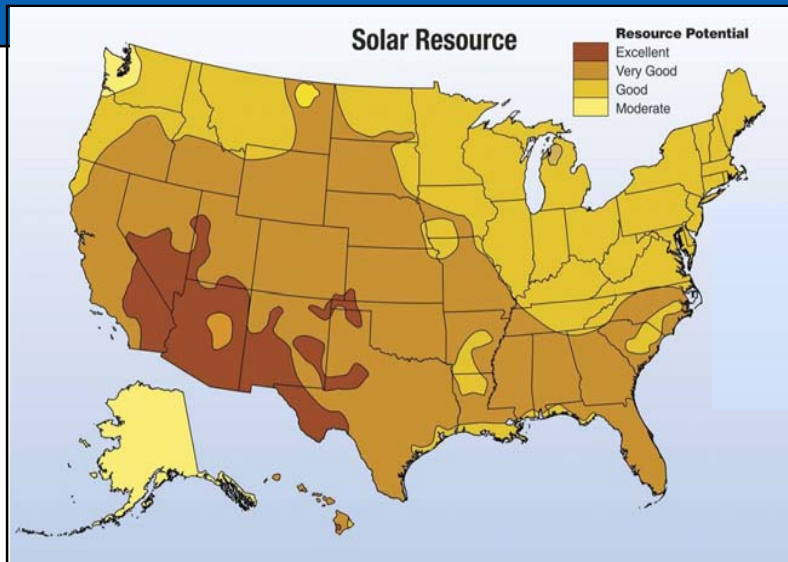 Solar Resource
Resource Potential
Excellent
Very Good
Good
Moderate